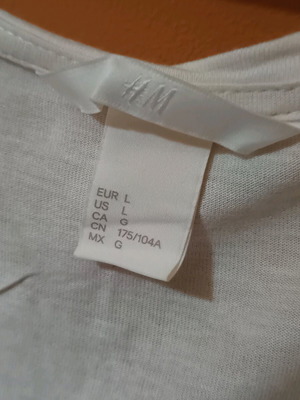 H&M
EUR L
US L
CA G
CN 175/104A
MX G